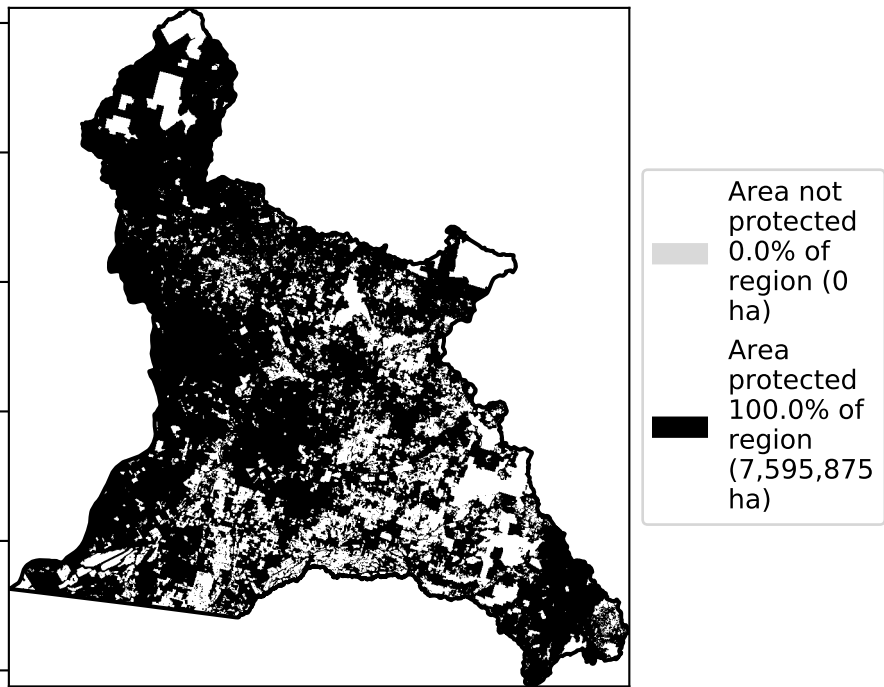 Area not
protected
0.0% of
region (0
ha)
Area
protected
100.0% of
region
(7,595,875
ha)